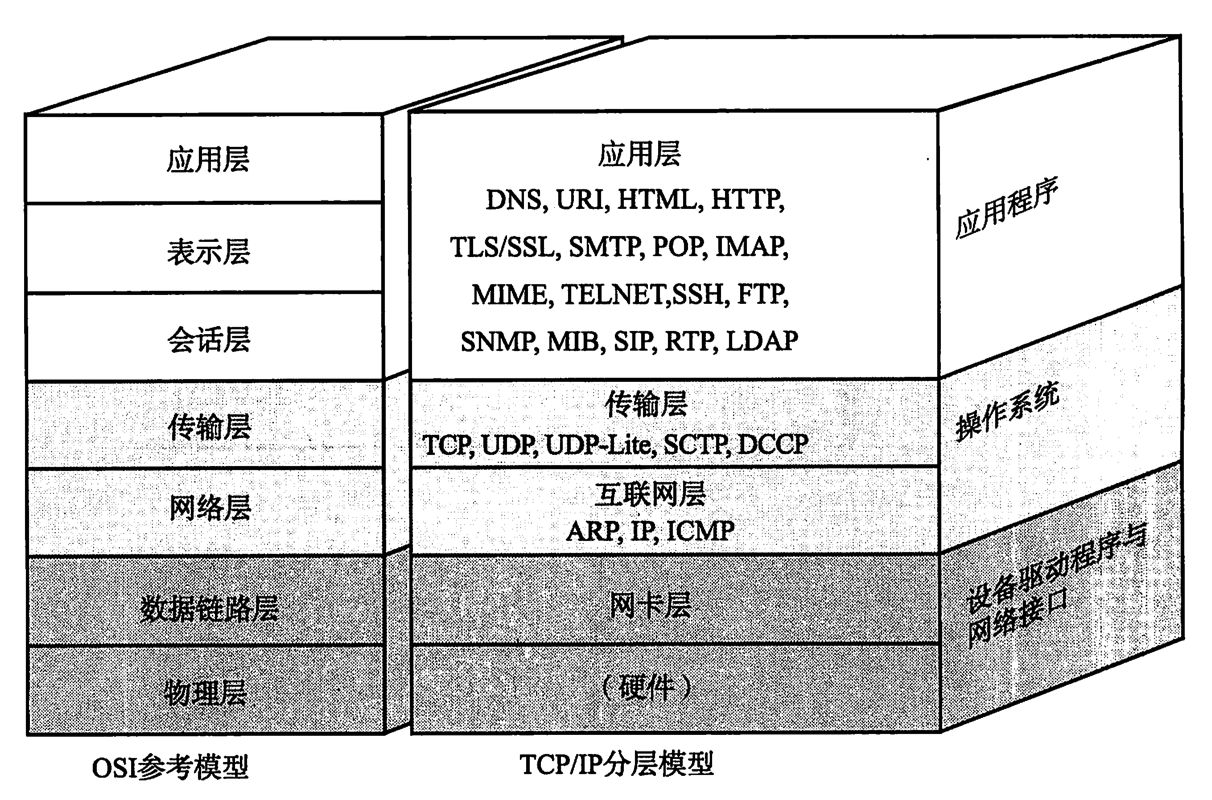 应用层
表示层
会话层
传输层
网络层
数据链路层
物理层
OSI参考模型
应用层
DNS, URI, HTML, HTTP,
TLS/SSL, SMTP, POP, IMAP,
MIME, TELNET,SSH, FTP,
SNMP, MIB, SIP, RTP, LDAP
传输层
TCP, UDP, UDP-Lite, SCTP, DCCP
互联网层
ARP, IP, ICMP
网卡层
（硬件）
TCP/IP分层模型
应用程序
操作系统
设备驱动程序与
网络接口